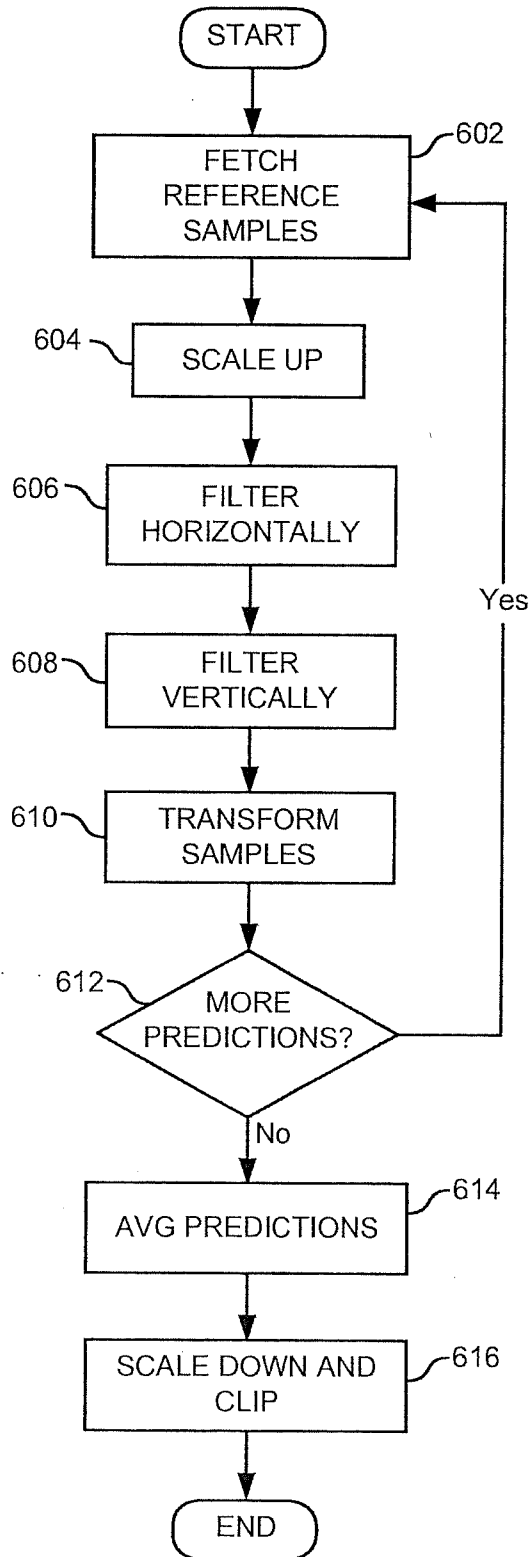 START
602
FETCH
REFERENCE
SAMPLES
604
SCALE UP
606
FILTER
HORIZONTALLY
Yes
608
FILTER
VERTICALLY
610
TRANSFORM
SAMPLES
612
MORE
PREDICTIONS?
No
614
AVG PREDICTIONS
616
SCALE DOWN AND
CLIP
END